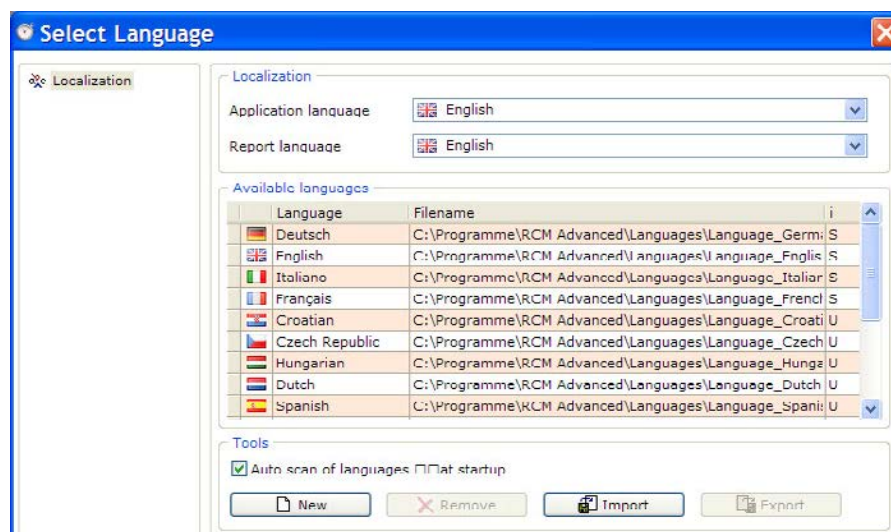 Select Language
Localization
Localization
Application language English
Report language English
Available languages
Language Filename i
Deutsch C:\Programme\RCM Advanced\Languages\Language_Germa S
English C:\Programme\RCM Advanced\Languages\Language_Englis S
Italiano C:\Programme\RCM Advanced\Languages\Language_Italian S
Français C:\Programme\RCM Advanced\Languages\Language_French S
Croatian C:\Programme\RCM Advanced\Languages\Language_Croati U
Czech Republic C:\Programme\RCM Advanced\Languages\Language_Czech U
Hungarian C:\Programme\RCM Advanced\Languages\Language_Hunga U
Dutch C:\Programme\RCM Advanced\Languages\Language_Dutch U
Spanish C:\Programme\RCM Advanced\Languages\Language_Spani U
Tools
Auto scan of languages □□at startup
New Remove Import Export